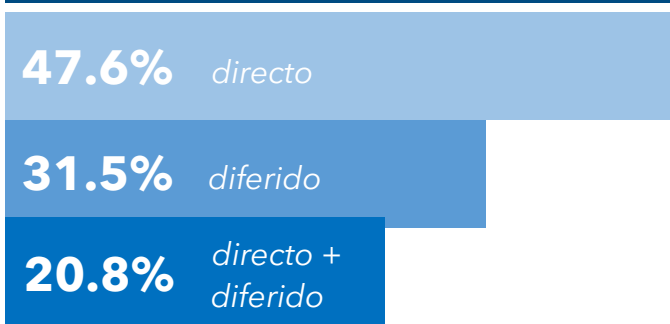 47.6% directo
31.5% diferido
20.8% directo +
diferido